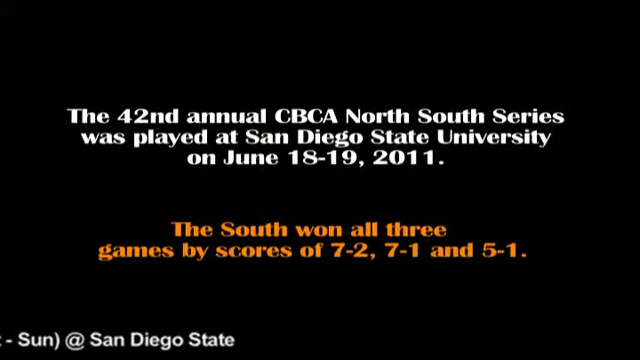 The 42nd annual CBCA North South Series
was played at San Diego State University
on June 18-19, 2011.
The South won all three
games by scores of 7-2, 7-1 and 5-1.
- Sun) @ San Diego State